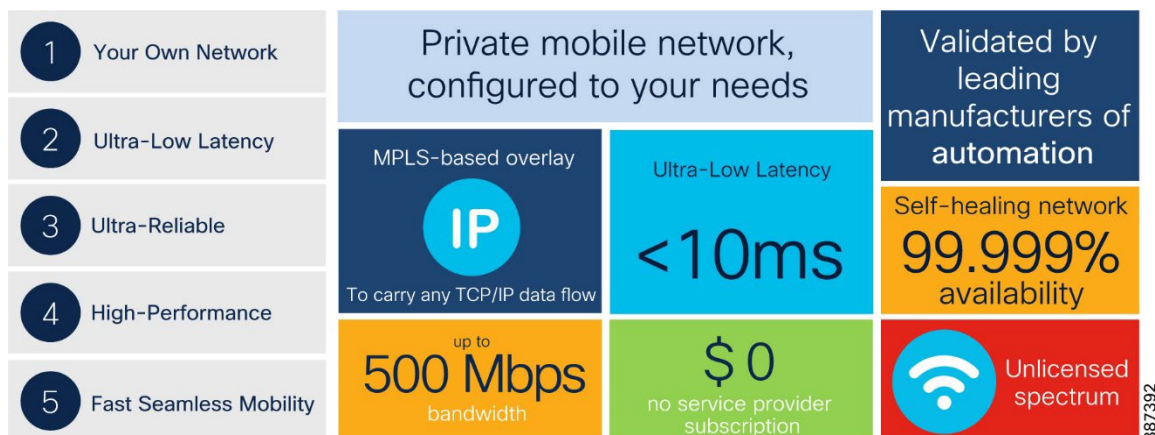 1 Your Own Network
2 Ultra-Low Latency
3 Ultra-Reliable
4 High-Performance
5 Fast Seamless Mobility
Private mobile network,
configured to your needs
MPLS-based overlay
IP
To carry any TCP/IP data flow
Ultra-Low Latency
<10ms
up to
500 Mbps
bandwidth
$0
no service provider
subscription
Validated by
leading
manufacturers of
automation
Self-healing network
99.999%
availability
Unlicensed
spectrum
387392